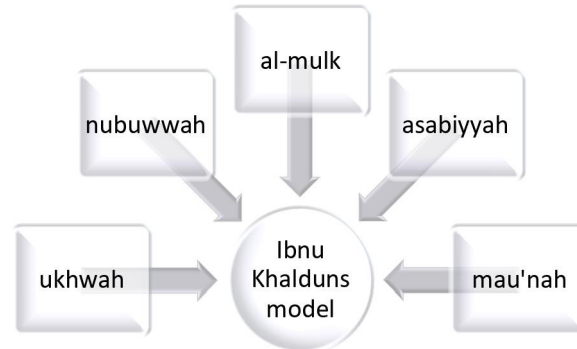 al-mulk
nubuwwah
asabiyyah
ukhwah
Ibnu
Khalduns
model
mau'nah